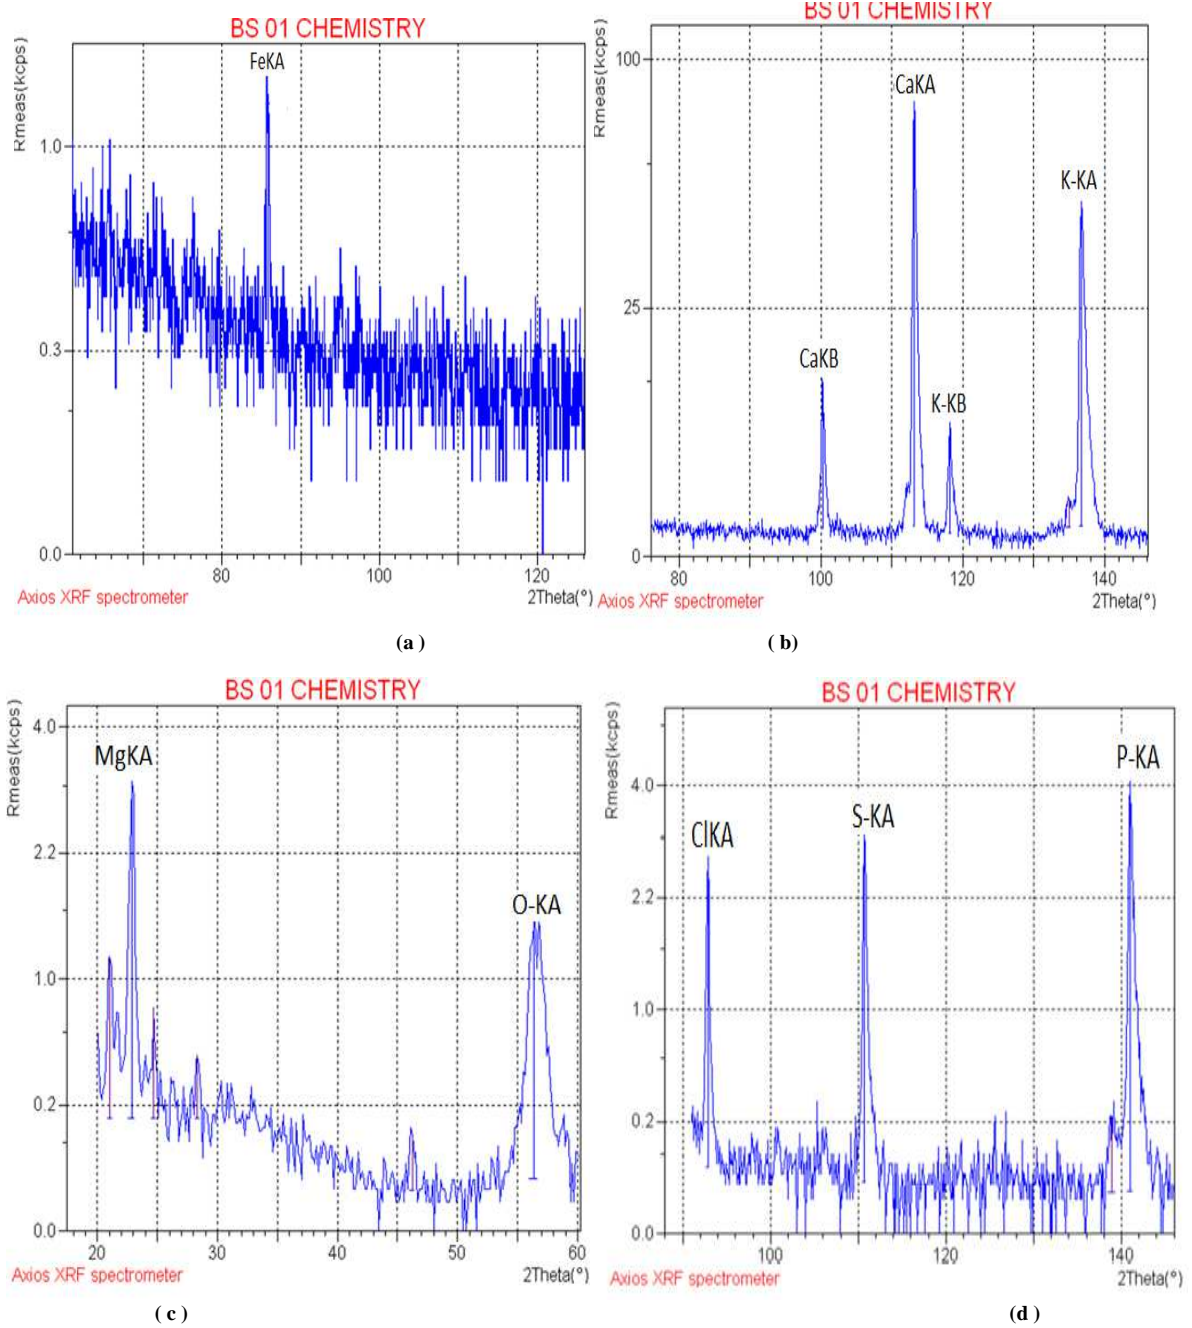 BS 01 CHEMISTRY
Rmeas(kcps)
FeKA
1.0
0.3
0.0
80
100
120
2Theta(°)
Axios XRF spectrometer
(a )
BS 01 CHEMISTRY
Rmeas(kcps)
100
CaKA
K-KA
25
CaKB
K-KB
0
80
100
120
140
2Theta(°)
Axios XRF spectrometer
( b)
BS 01 CHEMISTRY
Rmeas(kcps)
4.0
MgKA
2.2
O-KA
1.0
0.2
0.0
20
30
40
50
60
2Theta(°)
Axios XRF spectrometer
( c )
BS 01 CHEMISTRY
Rmeas(kcps)
P-KA
4.0
S-KA
ClKA
2.2
1.0
0.2
0.0
100
120
140
2Theta(°)
Axios XRF spectrometer
(d )